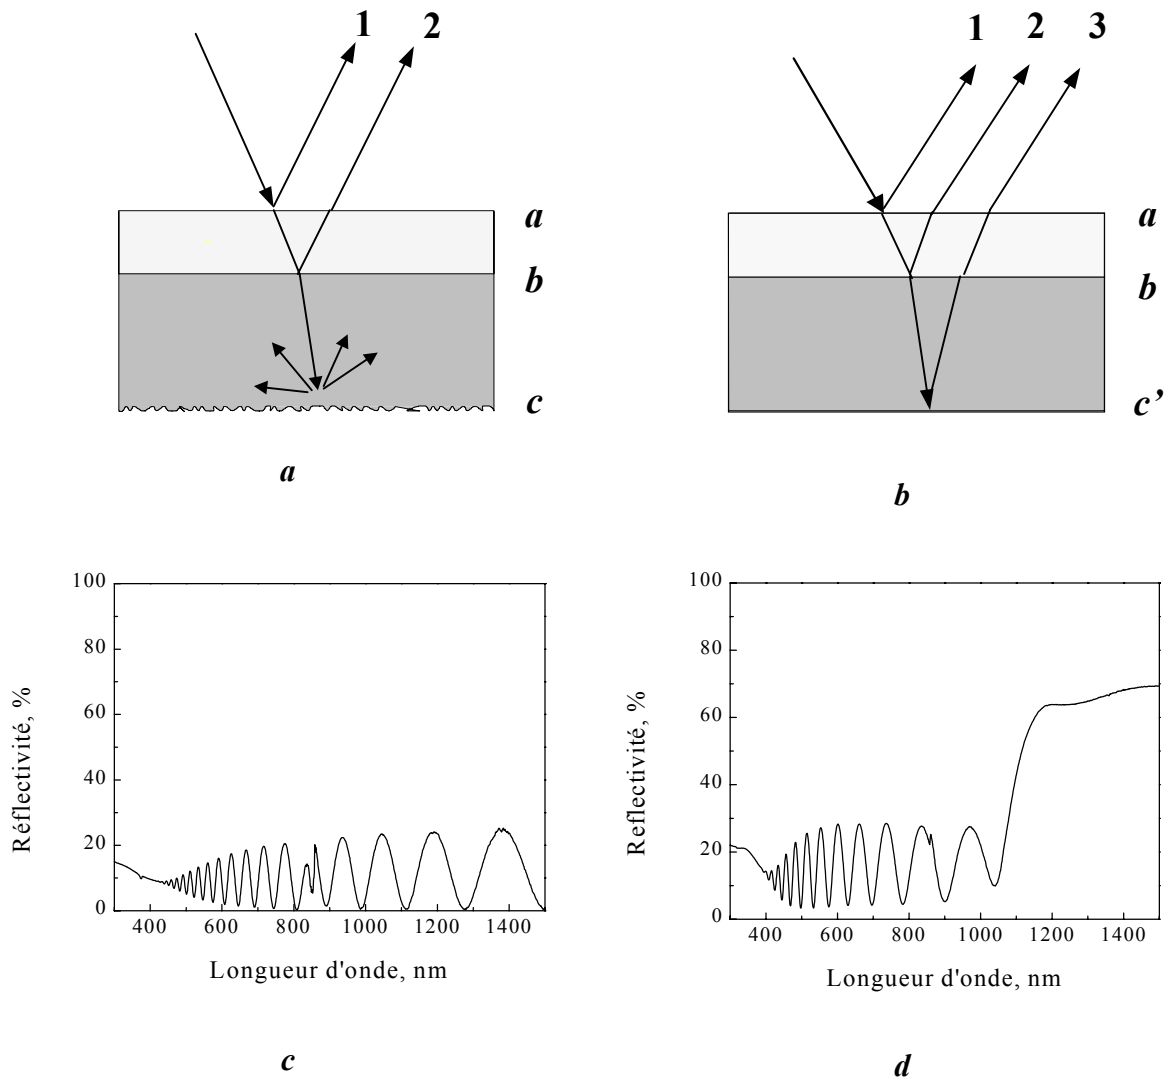 1 2
a
b
c
a
1 2 3
a
b
c’
b
100
80
60
40
20
0
Réflectivité, %
400 600 800 1000 1200 1400
Longueur d'onde, nm
c
100
80
60
40
20
0
Reflectivité, %
400 600 800 1000 1200 1400
Longueur d'onde, nm
d